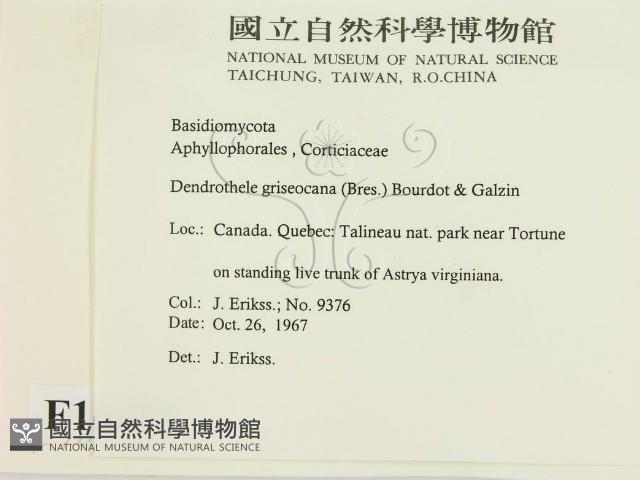 國立自然科學博物館
NATIONAL MUSEUM OF NATURAL SCIENCE
TAICHUNG, TAIWAN, R.O.CHINA
Basidiomycota
Aphyllophorales , Corticiaceae
Dendrothele griseocana (Bres.) Bourdot & Galzin
Loc.: Canada. Quebec: Talineau nat. park near Tortune
on standing live trunk of Astrya virginiana.
Col.: J. Erikss.; No. 9376
Date: Oct. 26, 1967
Det.: J. Erikss.
F1
國立自然科學博物館
NATIONAL MUSEUM OF NATURAL SCIENCE